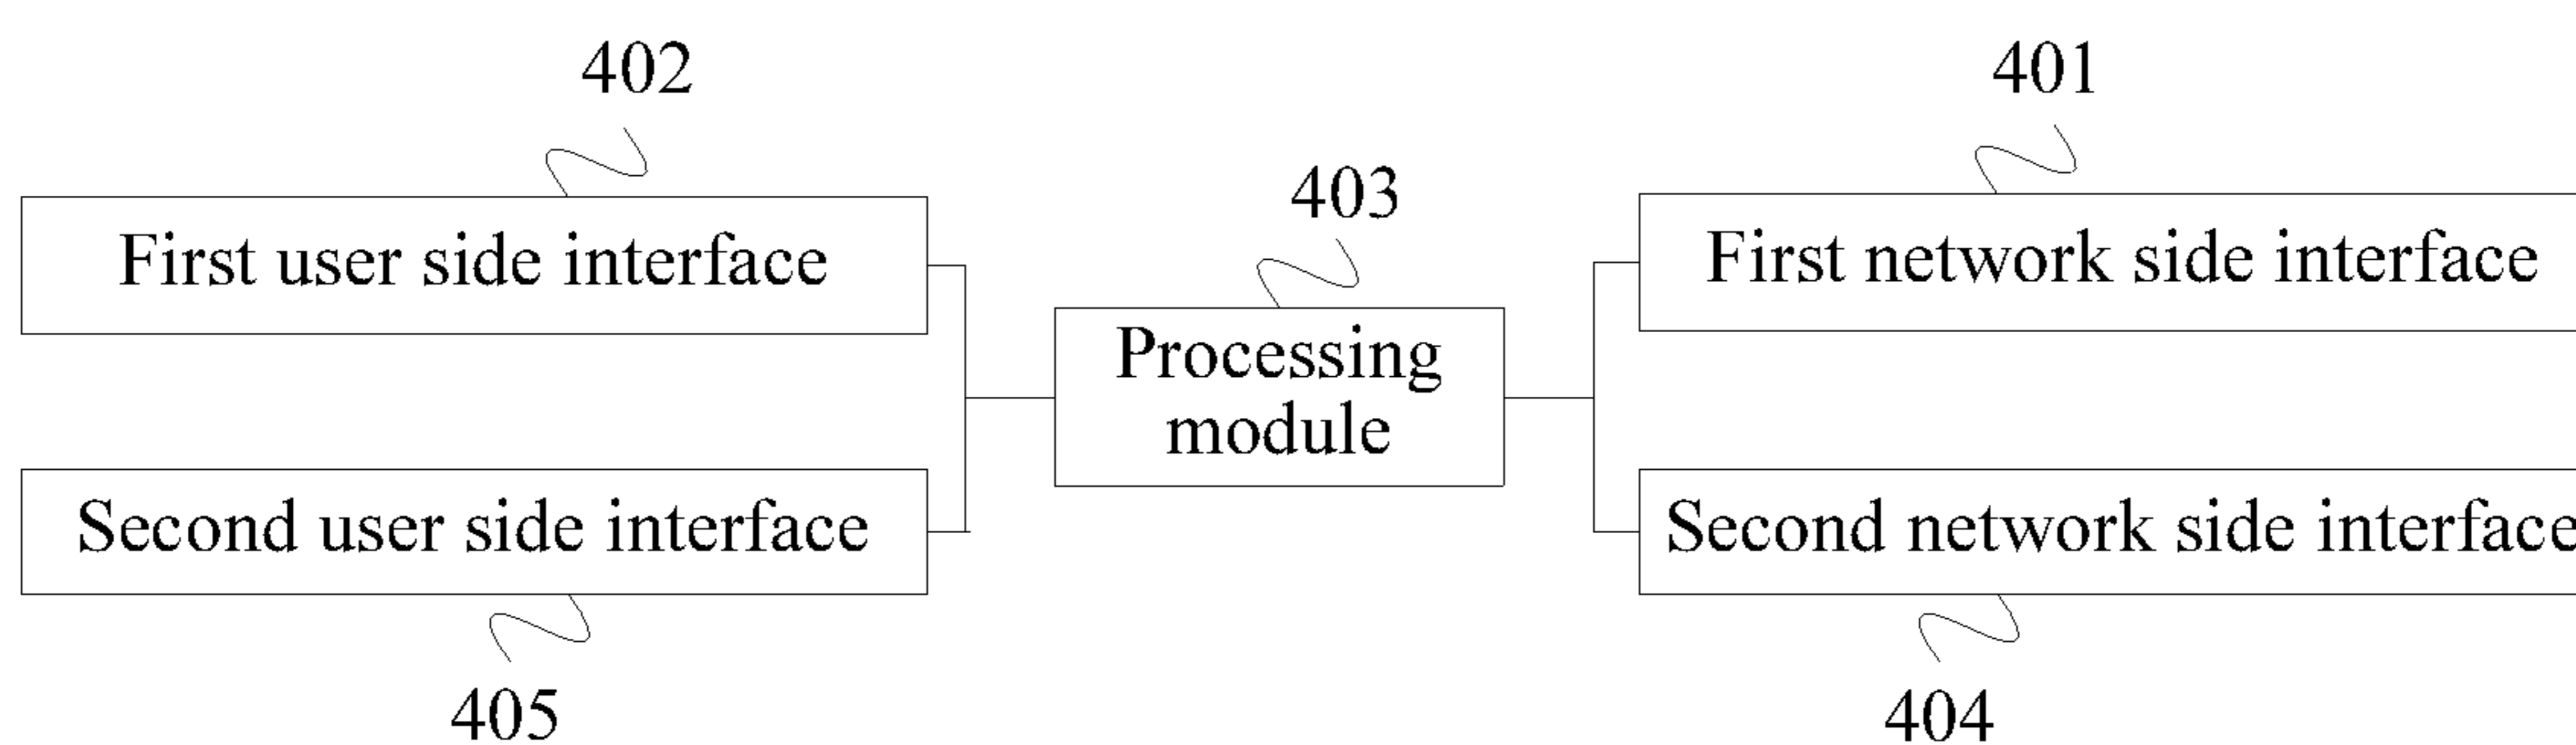 402
401
403
First user side interface
First network side interface
Processing
module
Second user side interface
Second network side interface
405
404